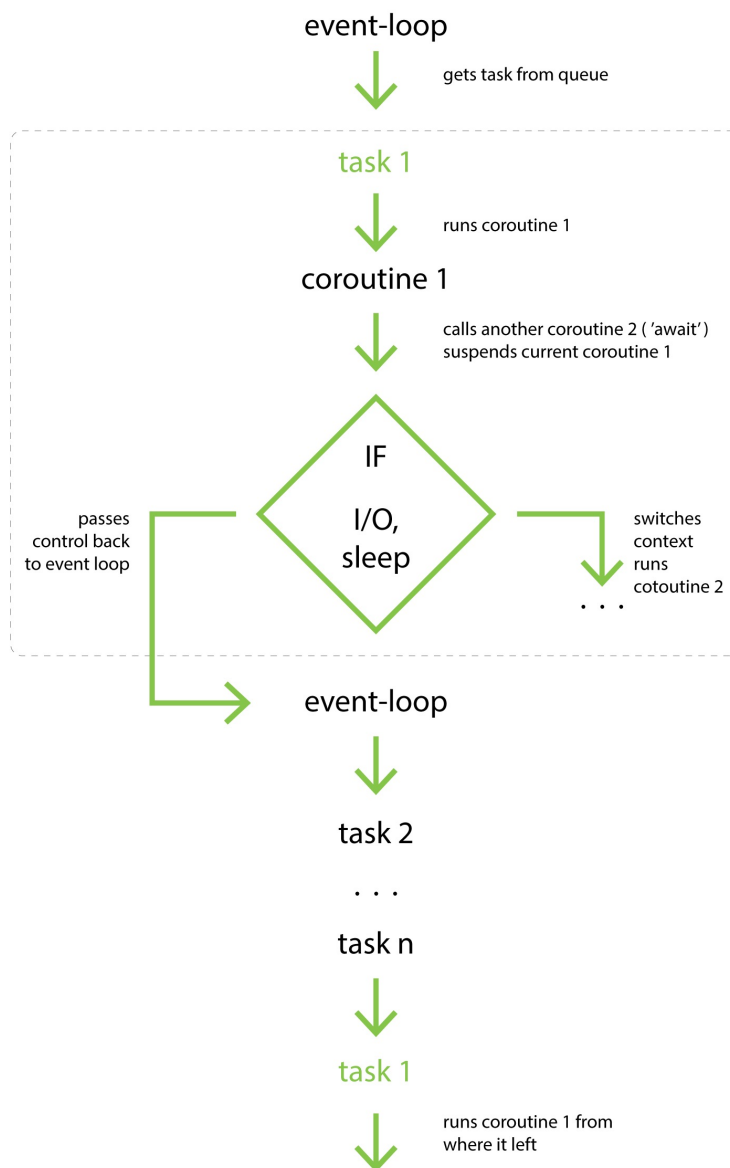 event-loop
gets task from queue
task 1
runs coroutine 1
coroutine 1
calls another coroutine 2 ( 'await' )
suspends current coroutine 1
IF
I/O,
sleep
passes
control back
to event loop
switches
context
runs
cotoutine 2
. . .
event-loop
task 2
. . .
task n
task 1
runs coroutine 1 from
where it left